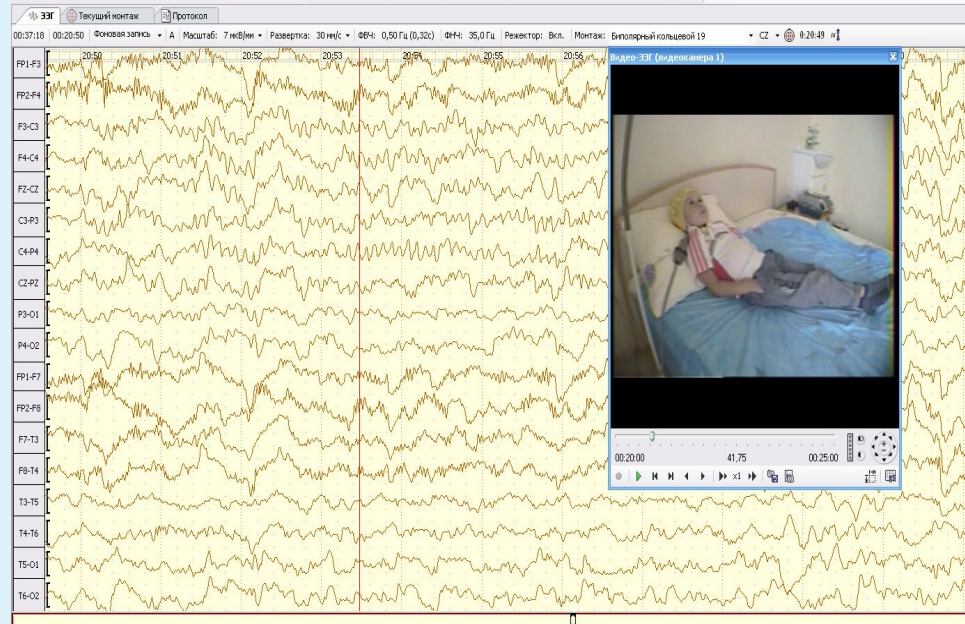 ЭЭГ Текущий монтаж Протокол
00:37:18 00:20:50 Фоновая запись А Масштаб: 7 мкВ/мм Развертка: 30 мм/с ФВЧ: 0,50 Гц (0,32с) ФНЧ: 35,0 Гц Режектор: Вкл. Монтаж: Биполярный кольцевой 19 CZ 0:20:49
20:50 20:51 20:52 20:53 20:54 20:55 20:56
Видео-ЭЭГ (видеокамера 1)
FP1-F3
FP2-F4
F3-C3
F4-C4
FZ-CZ
C3-P3
C4-P4
CZ-PZ
P3-O1
P4-O2
FP1-F7
FP2-F8
F7-T3
F8-T4
T3-T5
T4-T6
T5-O1
T6-O2
00:20:00 41,75 00:25:00
x1